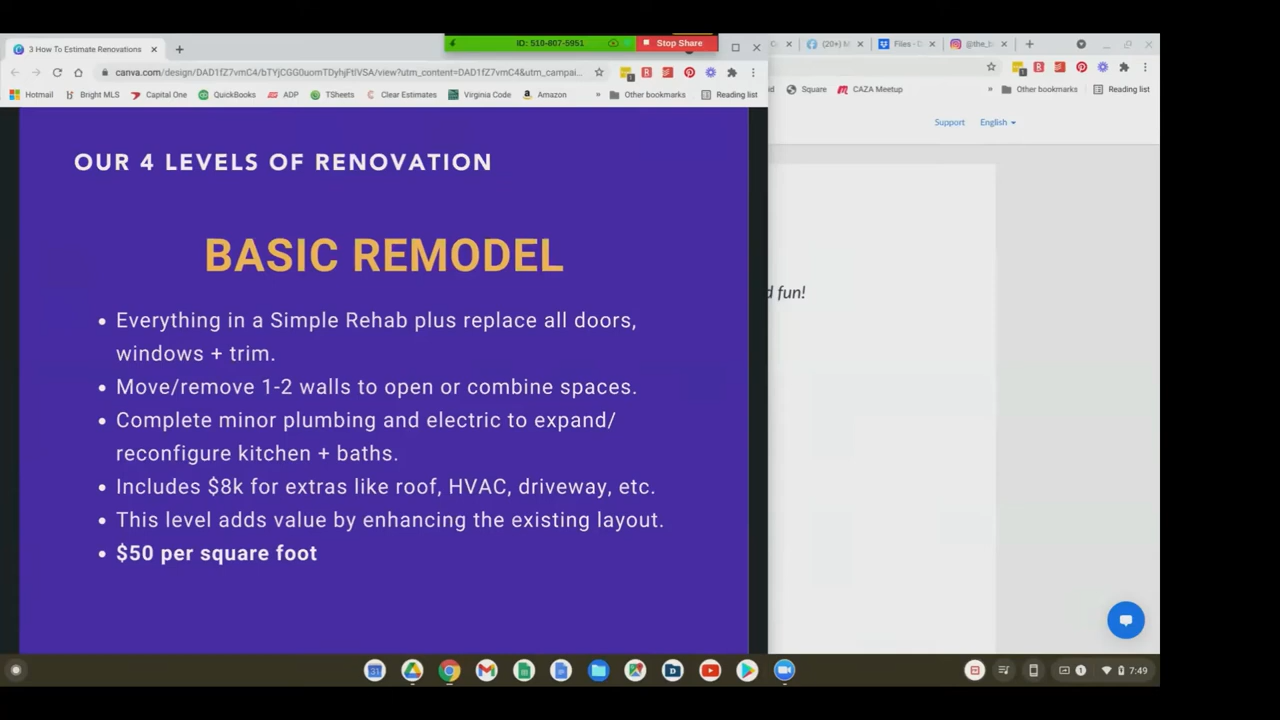 ID: 510-807-5951
Stop Share
3 How To Estimate Renovations
(20+) M
Files - D
@the_b
canva.com/design/DAD1fZ7vmC4/bTYjCGG0uomTDyhjFtIVSA/view?utm_content=DAD1fZ7vmC4&utm_campai...
Hotmail
Bright MLS
Capital One
QuickBooks
ADP
TSheets
Clear Estimates
Virginia Code
Amazon
»
Other bookmarks
Reading list
Square
CAZA Meetup
»
Other bookmarks
Reading list
Support
English
OUR 4 LEVELS OF RENOVATION
BASIC REMODEL
• Everything in a Simple Rehab plus replace all doors,
windows + trim.
• Move/remove 1-2 walls to open or combine spaces.
• Complete minor plumbing and electric to expand/
reconfigure kitchen + baths.
• Includes $8k for extras like roof, HVAC, driveway, etc.
• This level adds value by enhancing the existing layout.
• $50 per square foot
d fun!
7:49